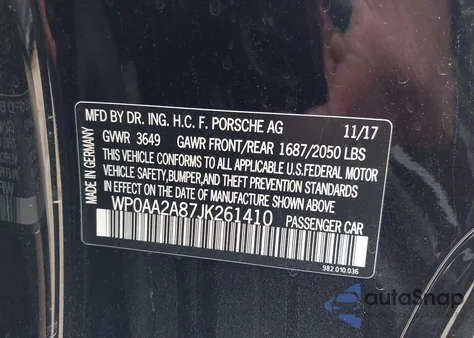 MFD BY DR. ING. H.C. F. PORSCHE AG 11/17
GVWR 3649 GAWR FRONT/REAR 1687/2050 LBS
THIS VEHICLE CONFORMS TO ALL APPLICABLE U.S.FEDERAL MOTOR
VEHICLE SAFETY,BUMPER,AND THEFT PREVENTION STANDARDS
IN EFFECT ON THE DATE OF MANUFACTURE SHOWN ABOVE.
WP0AA2A87JK261410 PASSENGER CAR
MADE IN GERMANY
982.010.036
autoSnap